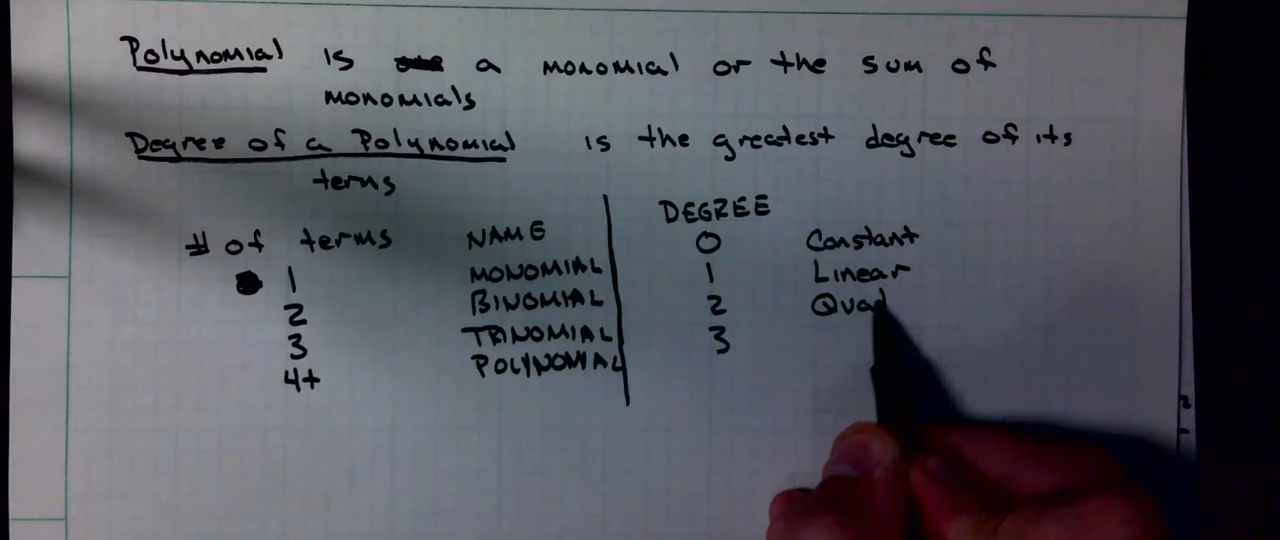 Polynomial is a monomial or the sum of
monomials
Degree of a Polynomial is the greatest degree of its
terms
# of terms NAME DEGREE
1 MONOMIAL 0 Constant
2 BINOMIAL 1 Linear
3 TRINOMIAL 2 Quad
4+ POLYNOMIAL 3